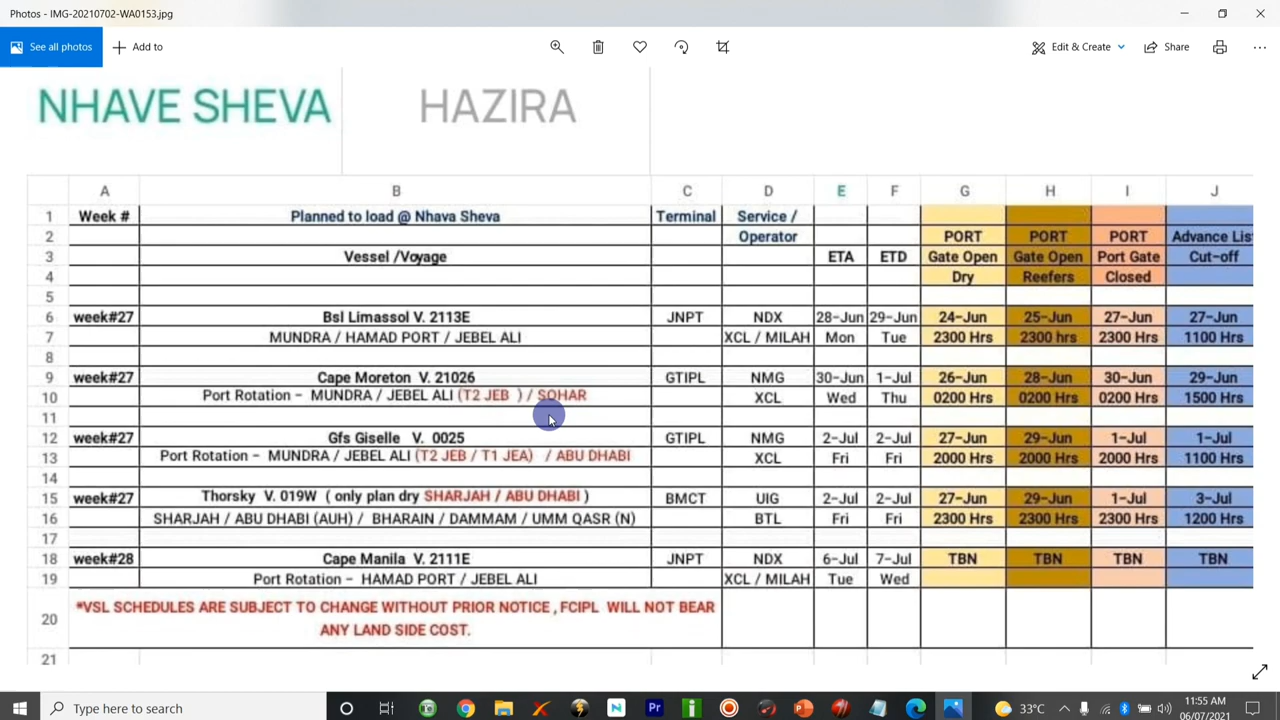 Photos - IMG-20210702-WA0153.jpg
See all photos + Add to Edit & Create Share
NHAVE SHEVA HAZIRA
A B C D E F G H I J
1 Week # Planned to load @ Nhava Sheva Terminal Service /
2 Operator PORT PORT PORT Advance Lis
3 Vessel /Voyage ETA ETD Gate Open Gate Open Port Gate Cut-off
4 Dry Reefers Closed
5
6 week#27 Bsl Limassol V. 2113E JNPT NDX 28-Jun 29-Jun 24-Jun 25-Jun 27-Jun 27-Jun
7 MUNDRA / HAMAD PORT / JEBEL ALI XCL / MILAH Mon Tue 2300 Hrs 2300 hrs 2300 Hrs 1100 Hrs
8
9 week#27 Cape Moreton V. 21026 GTIPL NMG 30-Jun 1-Jul 26-Jun 28-Jun 30-Jun 29-Jun
10 Port Rotation - MUNDRA / JEBEL ALI (T2 JEB ) / SOHAR XCL Wed Thu 0200 Hrs 0200 Hrs 0200 Hrs 1500 Hrs
11
12 week#27 Gfs Giselle V. 0025 GTIPL NMG 2-Jul 2-Jul 27-Jun 29-Jun 1-Jul 1-Jul
13 Port Rotation - MUNDRA / JEBEL ALI (T2 JEB / T1 JEA) / ABU DHABI XCL Fri Fri 2000 Hrs 2000 Hrs 2000 Hrs 1100 Hrs
14
15 week#27 Thorsky V. 019W ( only plan dry SHARJAH / ABU DHABI ) BMCT UIG 2-Jul 2-Jul 27-Jun 29-Jun 1-Jul 3-Jul
16 SHARJAH / ABU DHABI (AUH) / BHARAIN / DAMMAM / UMM QASR (N) BTL Fri Fri 2300 Hrs 2300 Hrs 2300 Hrs 1200 Hrs
17
18 week#28 Cape Manila V. 2111E JNPT NDX 6-Jul 7-Jul TBN TBN TBN TBN
19 Port Rotation - HAMAD PORT / JEBEL ALI XCL / MILAH Tue Wed
*VSL SCHEDULES ARE SUBJECT TO CHANGE WITHOUT PRIOR NOTICE , FCIPL WILL NOT BEAR
20
ANY LAND SIDE COST.
21
Type here to search 33°C 11:55 AM
06/07/2021